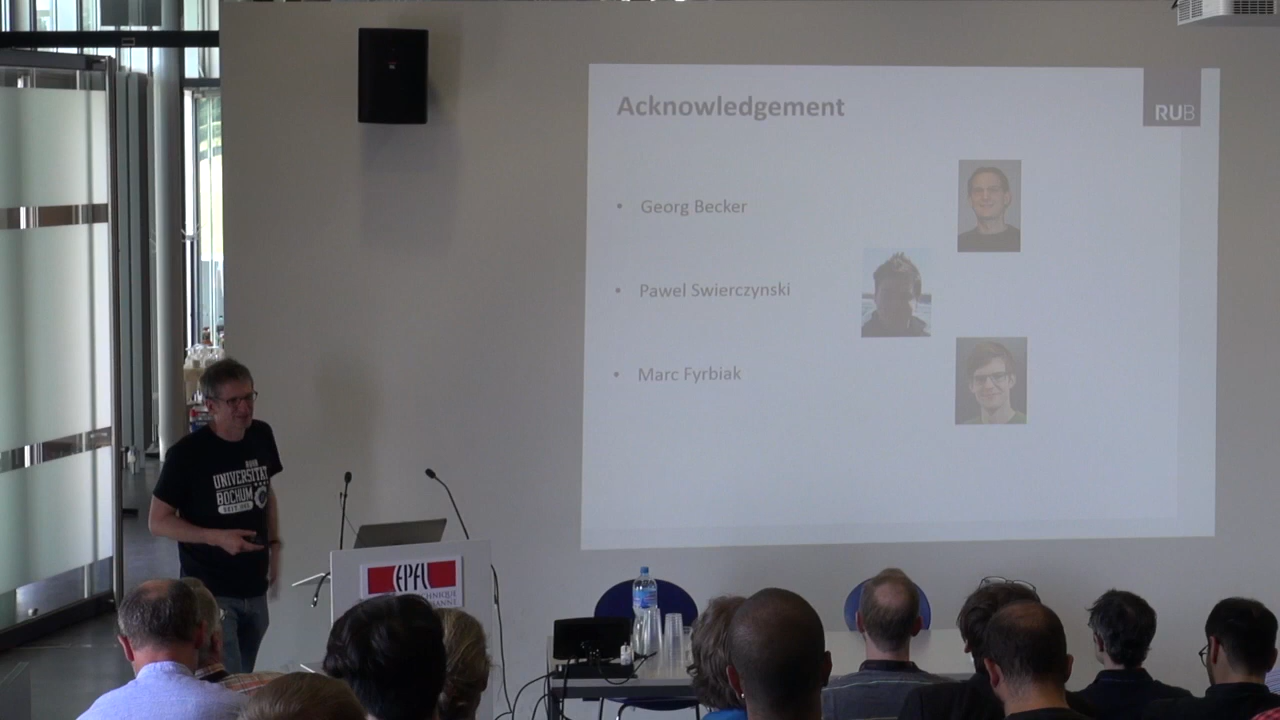 Acknowledgement
RUB
• Georg Becker
• Pawel Swierczynski
• Marc Fyrbiak
UNIVERSITÄT
BOCHUM
EPFL